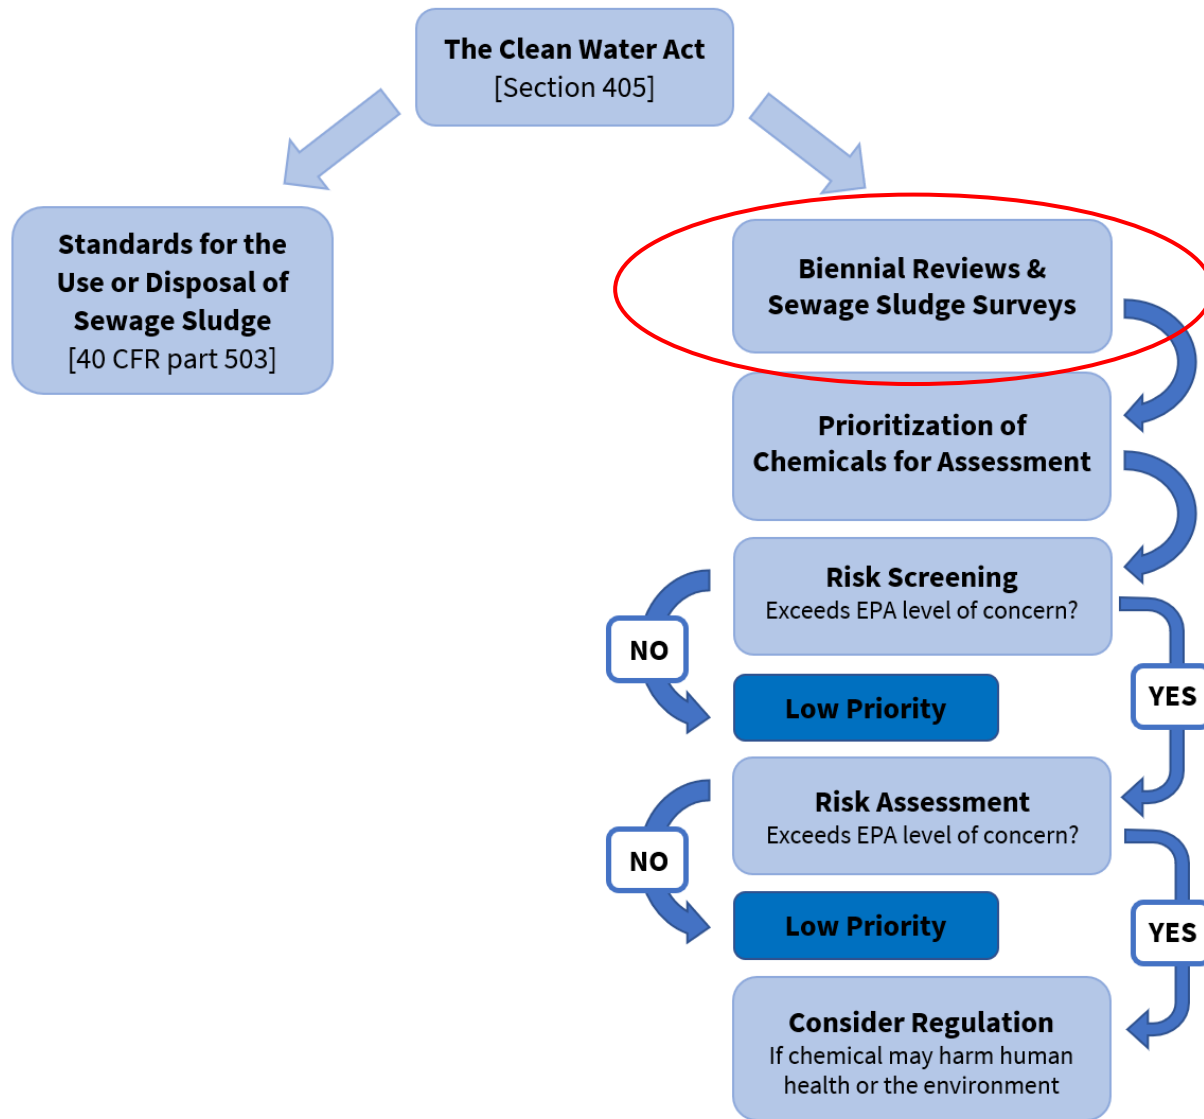 The Clean Water Act
[Section 405]
Standards for the
Use or Disposal of
Sewage Sludge
[40 CFR part 503]
Biennial Reviews &
Sewage Sludge Surveys
Prioritization of
Chemicals for Assessment
Risk Screening
Exceeds EPA level of concern?
NO
YES
Low Priority
Risk Assessment
Exceeds EPA level of concern?
NO
YES
Low Priority
Consider Regulation
If chemical may harm human
health or the environment